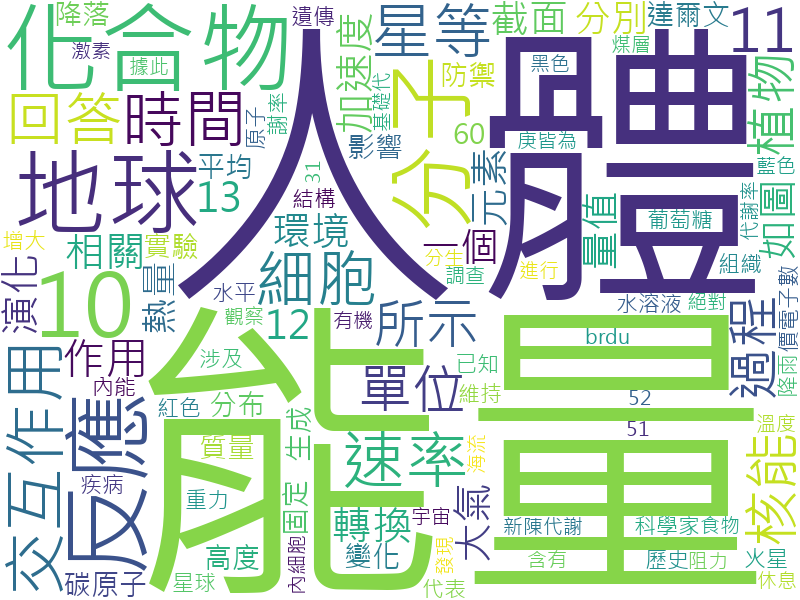 人體
能量
化合物
星等
截面
分別
達爾文
11
降落
激素
據此
遺傳
原子
謝率
加速度
基礎代
分子
防禦
煤層
黑色
植物
回答
時間
地球
平均
13
影響
60
庚皆為
31
結構
元素
一個
量值
葡萄糖
藍色
如圖
代謝率
組織
增大
實驗
相關
環境
分生
調查
進行
演化
10
熱量
細胞
水平
觀察
12
有機
所示
水溶液
絕對
價電子數
過程
降雨
交互作用
作用
內能
反應
涉及
紅色
分布
質量
生成
單位
已知
維持
brdu
52
51
速率
海流
溫度
核能
疾病
重力
固定
轉換
宇宙
大氣
新陳代謝
科學家
食物
碳原子
星球
高度
內細胞
變化
發現
代表
含有
歷史
阻力
火星
休息